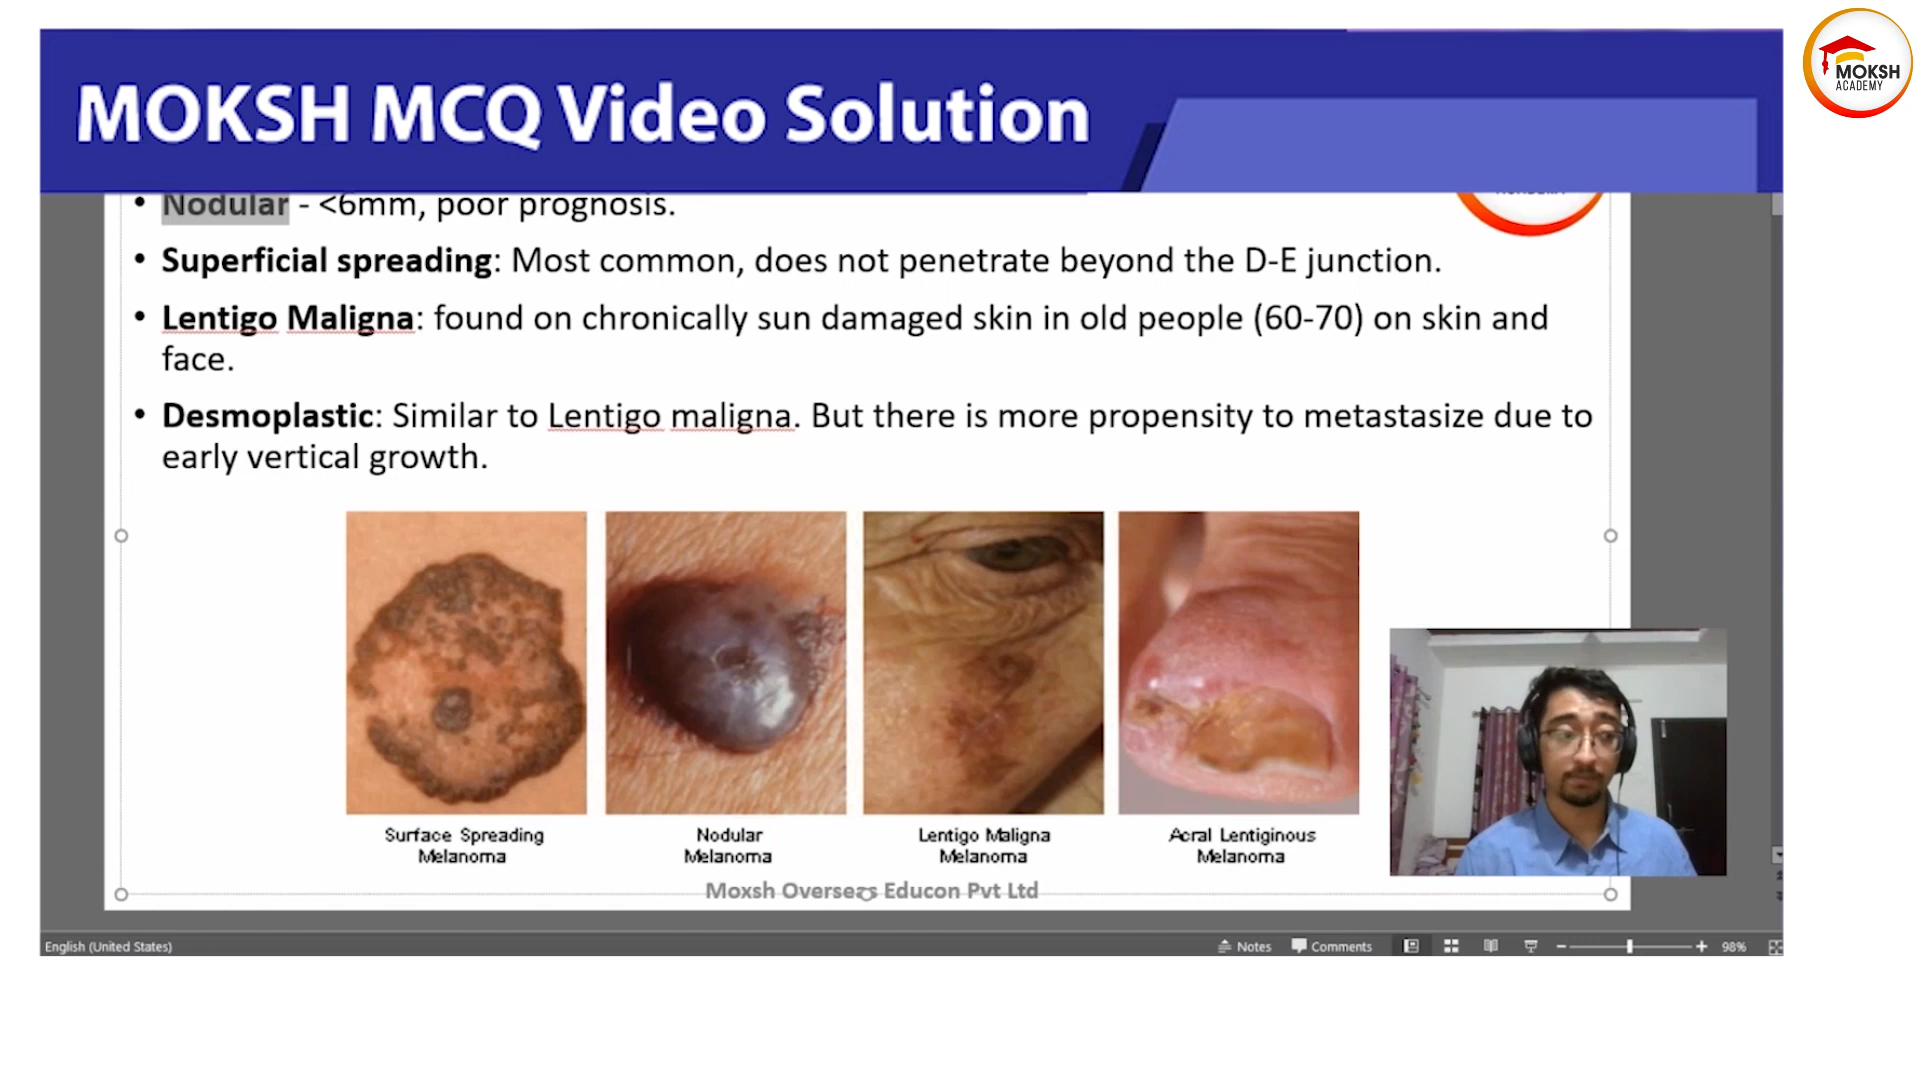 MOKSH
ACADEMY
MOKSH MCQ Video Solution
• Nodular - <6mm, poor prognosis.
• Superficial spreading: Most common, does not penetrate beyond the D-E junction.
• Lentigo Maligna: found on chronically sun damaged skin in old people (60-70) on skin and
face.
• Desmoplastic: Similar to Lentigo maligna. But there is more propensity to metastasize due to
early vertical growth.
Surface Spreading
Melanoma
Nodular
Melanoma
Lentigo Maligna
Melanoma
Acral Lentiginous
Melanoma
Moxsh Overseas Educon Pvt Ltd
English (United States)
Notes
Comments
98%